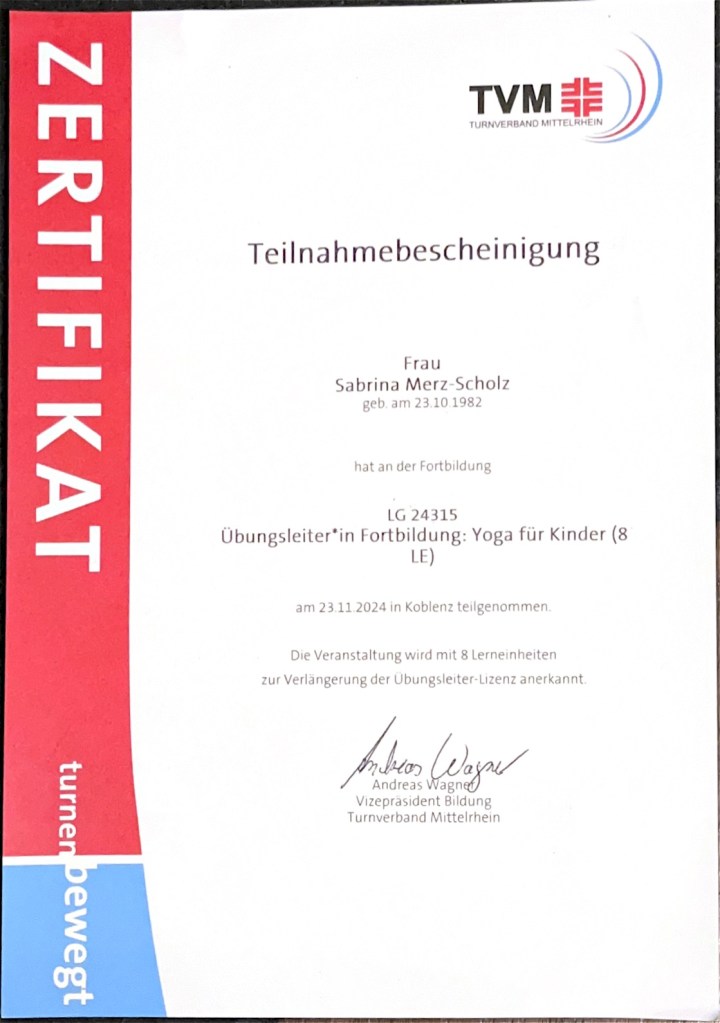 ZERTIFIKAT
TVM
TURNVERBAND MITTELRHEIN
Teilnahmebescheinigung
Frau
Sabrina Merz-Scholz
geb. am 23.10.1982
hat an der Fortbildung
LG 24315
Übungsleiter*in Fortbildung: Yoga für Kinder (8
LE)
am 23.11.2024 in Koblenz teilgenommen.
Die Veranstaltung wird mit 8 Lerneinheiten
zur Verlängerung der Übungsleiter-Lizenz anerkannt.
Andreas Wagner
Andreas Wagner
Vizepräsident Bildung
Turnverband Mittelrhein
turnenbewegt